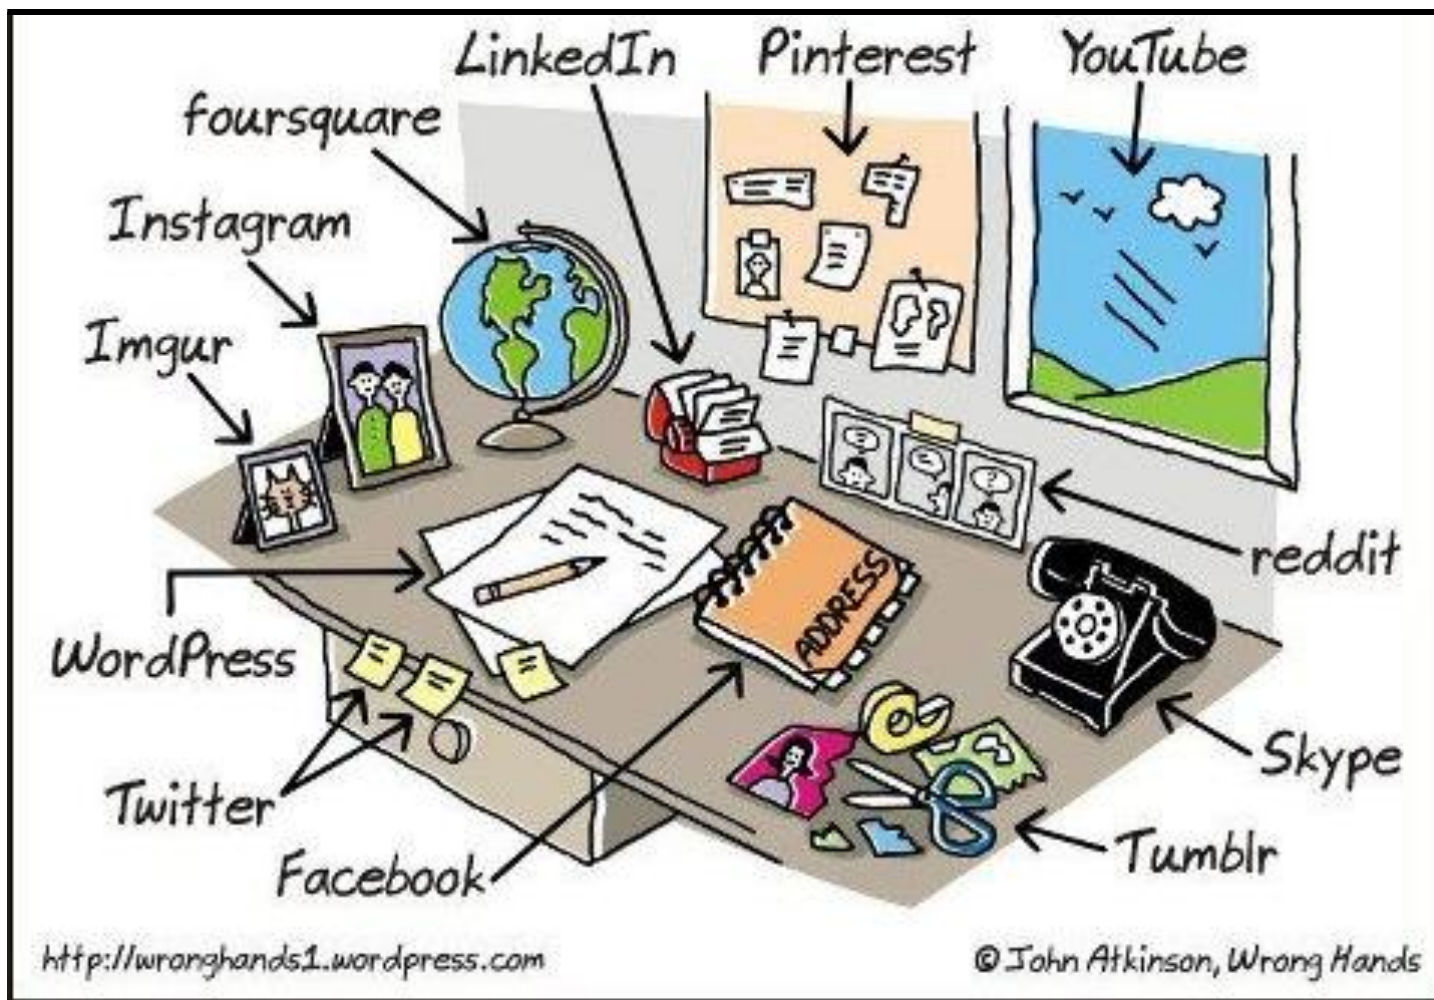 LinkedIn
Pinterest
YouTube
foursquare
Instagram
Imgur
reddit
ADDRESS
WordPress
Skype
Twitter
Tumblr
Facebook
http://wronghands1.wordpress.com
© John Atkinson, Wrong Hands